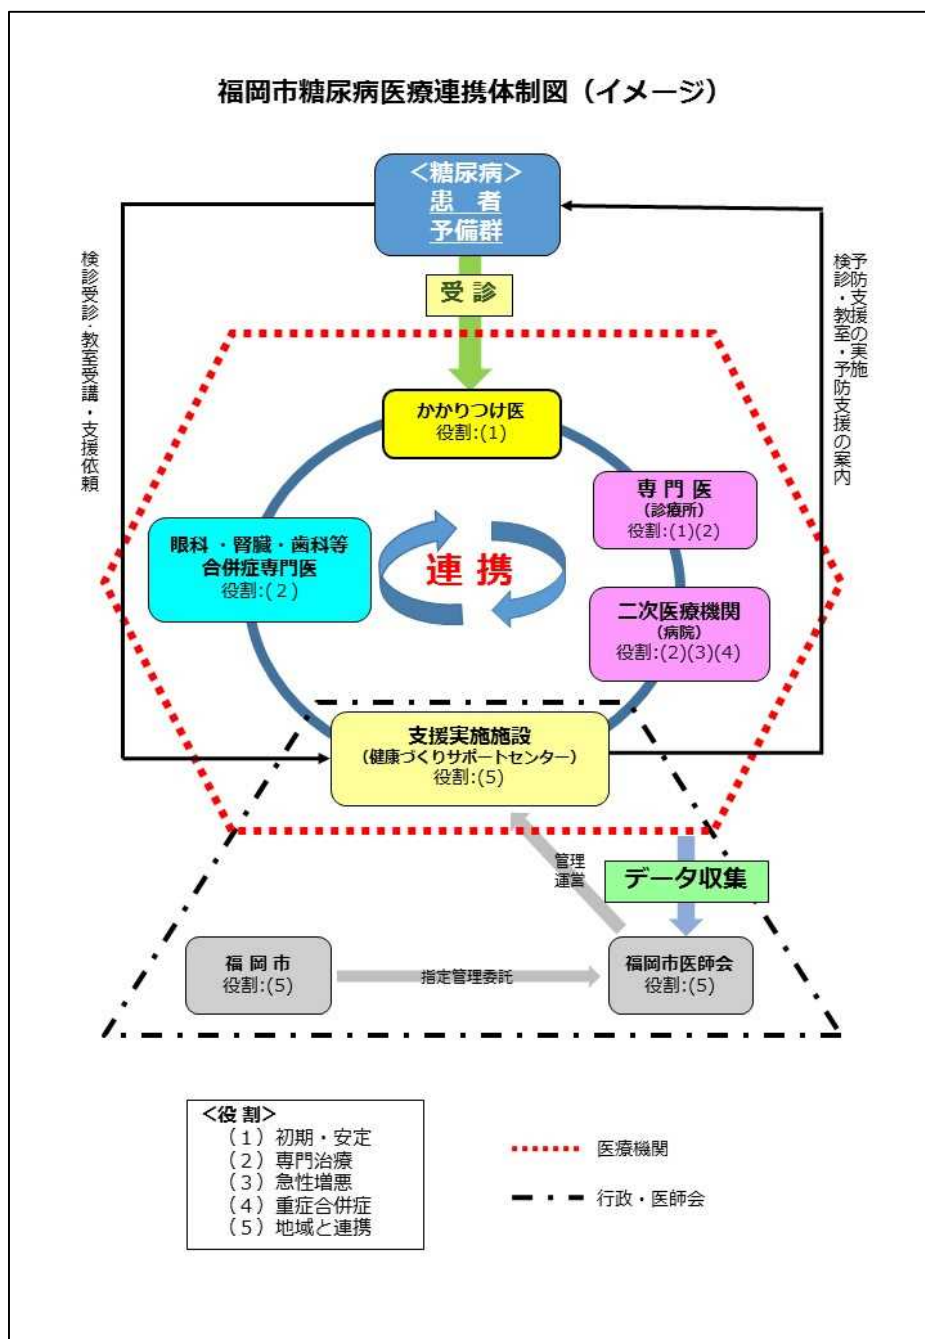 福岡市糖尿病医療連携体制図（イメージ）
＜糖尿病＞
患　者
予備群
受 診
検診受診・教室受講・支援依頼
予防支援の実施
検診・教室・予防支援の案内
かかりつけ医
役割:(1)
専 門 医
（診療所）
役割:(1)(2)
眼科 ・腎臓・歯科等
合併症専門医
役割:(２)
連 携
二次医療機関
（病院）
役割:(2)(3)(4)
支援実施施設
（健康づくりサポートセンター）
役割:(5)
管理
運営
データ収集
福 岡 市
役割:(5)
指定管理委託
福岡市医師会
役割:(5)
＜役 割＞
（１）初期・安定
（２）専門治療
（３）急性増悪
（４）重症合併症
（５）地域と連携
医療機関
行政・医師会